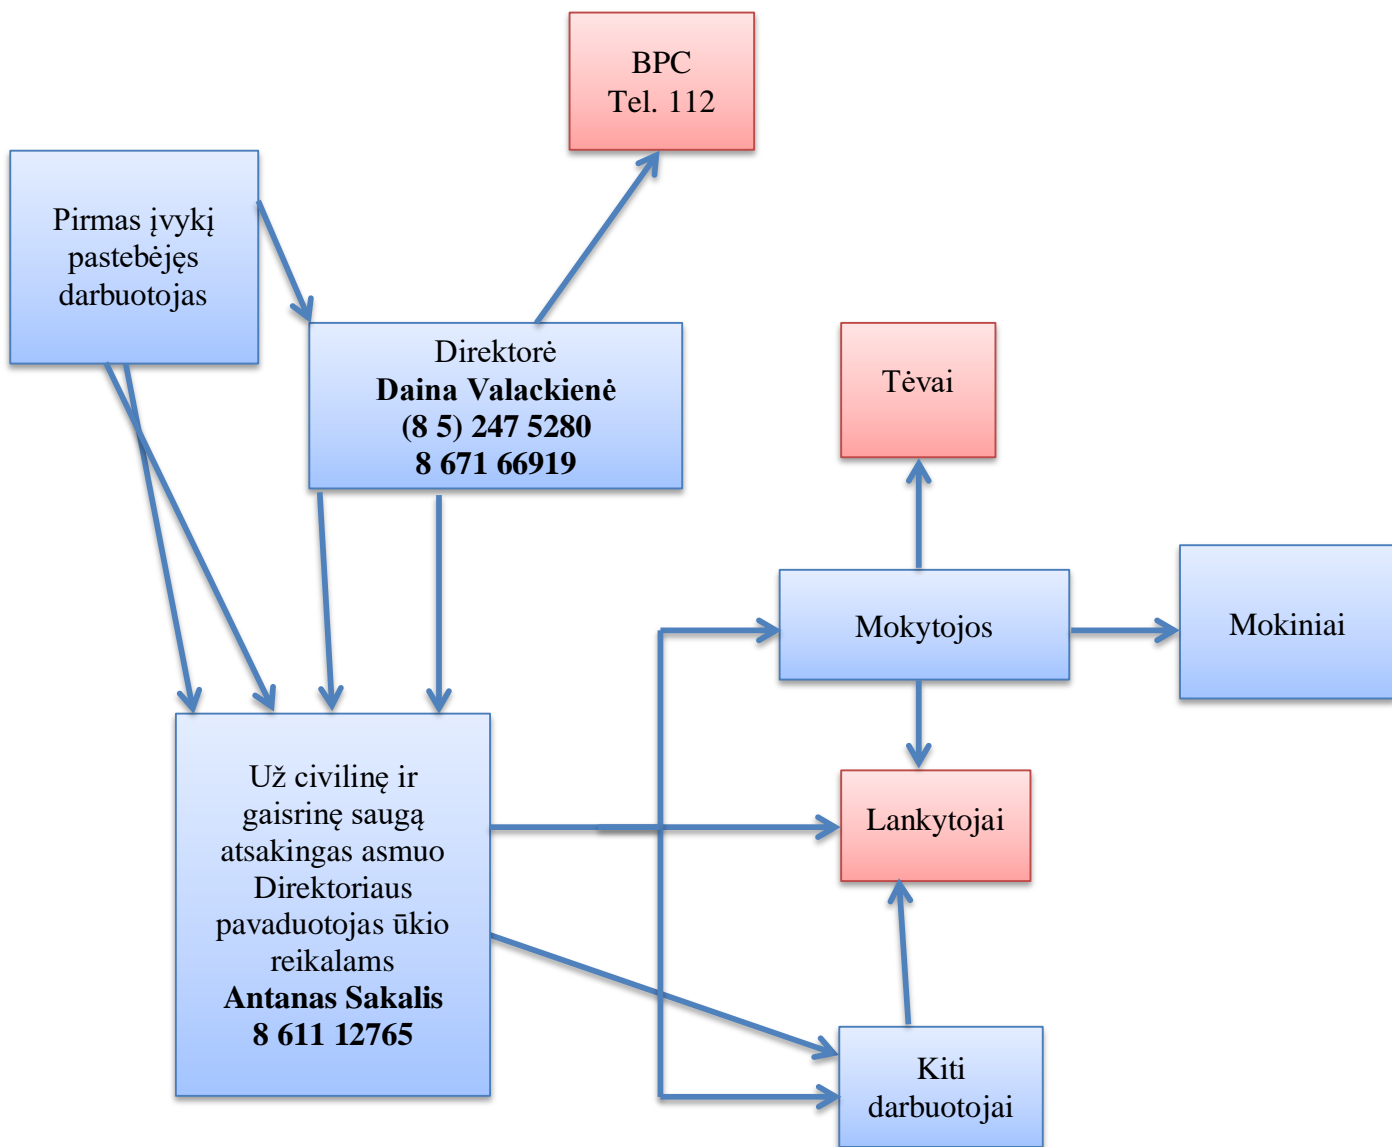 BPC
Tel. 112
Pirmas įvykį
pastebėjęs
darbuotojas
Direktorė
Daina Valackienė
(8 5) 247 5280
8 671 66919
Tėvai
Mokytojos
Mokiniai
Už civilinę ir
gaisrinę saugą
atsakingas asmuo
Direktoriaus
pavaduotojas ūkio
reikalams
Antanas Sakalis
8 611 12765
Lankytojai
Kiti
darbuotojai